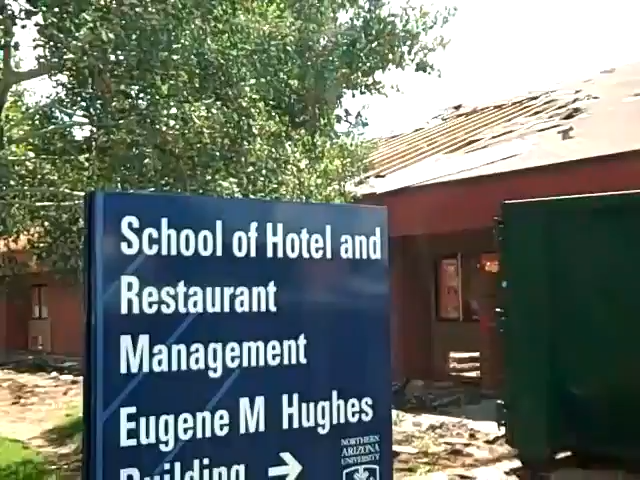 School of Hotel and
Restaurant
Management
Eugene M Hughes
Building →
NORTHERN
ARIZONA
UNIVERSITY